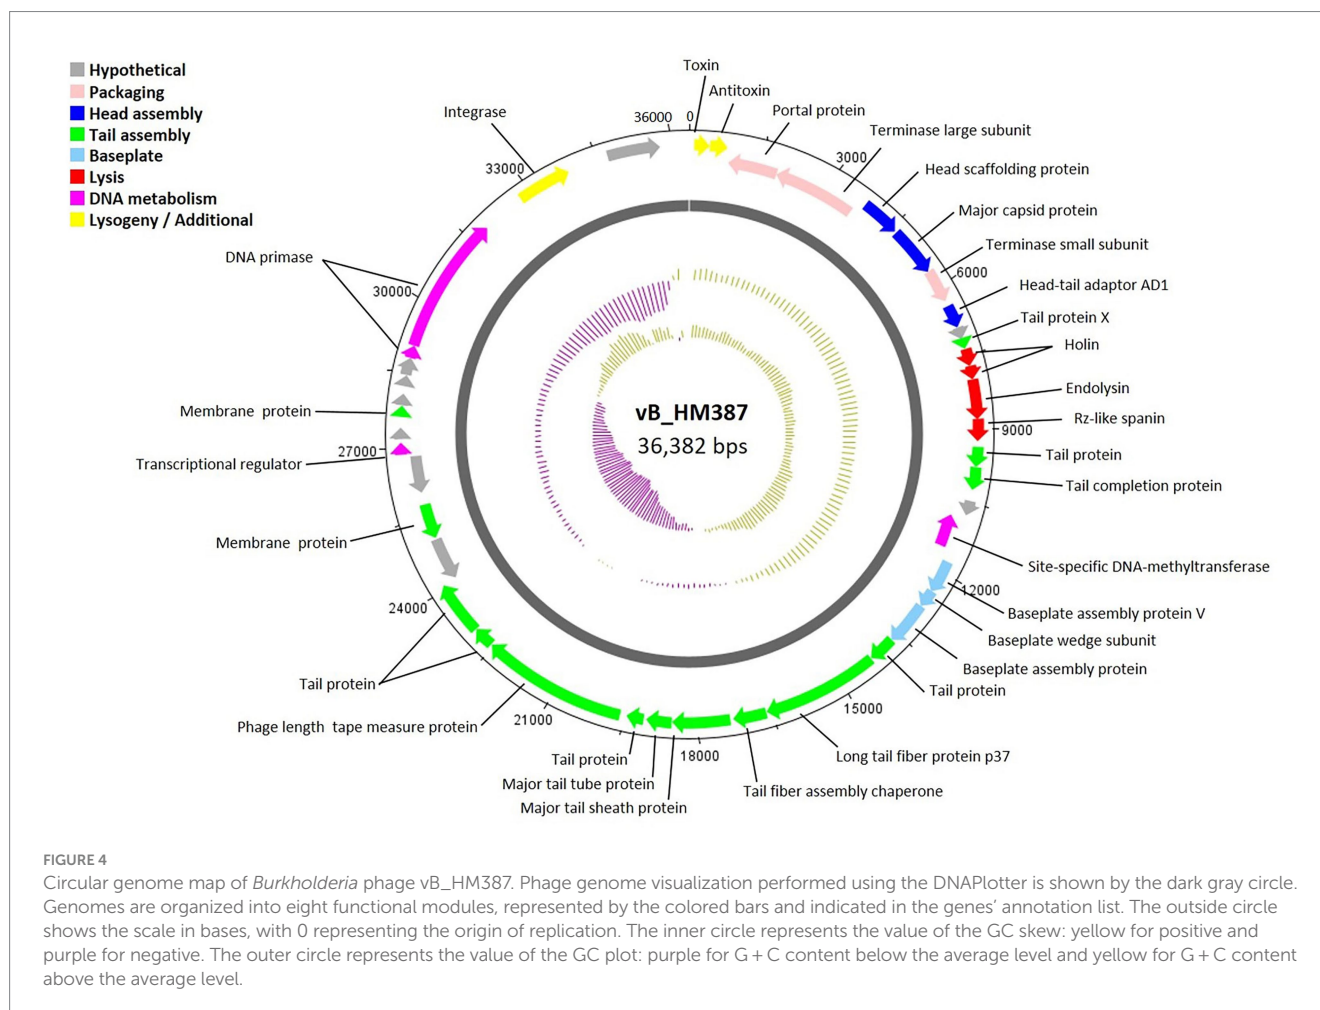 Hypothetical
Packaging
Head assembly
Tail assembly
Baseplate
Lysis
DNA metabolism
Lysogeny / Additional
Toxin
Antitoxin
Portal protein
Terminase large subunit
Head scaffolding protein
Major capsid protein
Terminase small subunit
Head-tail adaptor AD1
Tail protein X
Holin
Endolysin
Rz-like spanin
Tail protein
Tail completion protein
Site-specific DNA-methyltransferase
Baseplate assembly protein V
Baseplate wedge subunit
Baseplate assembly protein
Tail protein
Long tail fiber protein p37
Tail fiber assembly chaperone
Major tail sheath protein
Major tail tube protein
Tail protein
Phage length tape measure protein
Tail protein
Membrane protein
Transcriptional regulator
Membrane protein
DNA primase
Integrase
0
3000
6000
9000
12000
15000
18000
21000
24000
27000
30000
33000
36000
vB_HM387
36,382 bps
FIGURE 4
Circular genome map of Burkholderia phage vB_HM387. Phage genome visualization performed using the DNAPlotter is shown by the dark gray circle.
Genomes are organized into eight functional modules, represented by the colored bars and indicated in the genes’ annotation list. The outside circle
shows the scale in bases, with 0 representing the origin of replication. The inner circle represents the value of the GC skew: yellow for positive and
purple for negative. The outer circle represents the value of the GC plot: purple for G + C content below the average level and yellow for G + C content
above the average level.